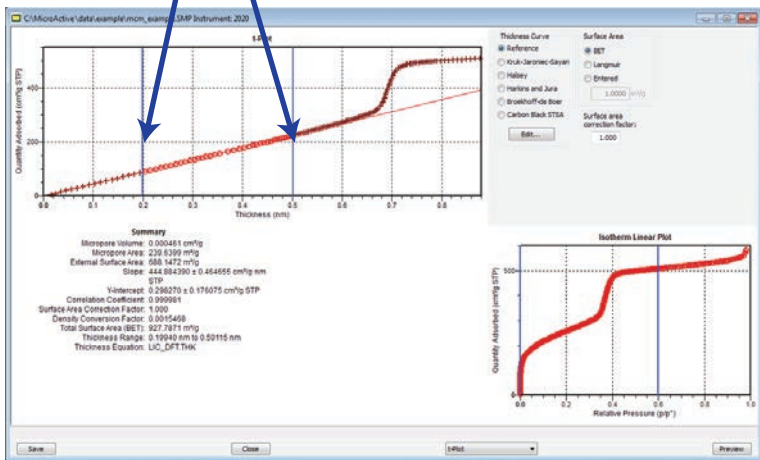 C:\MicroActive\data\example\mcm_example.SMP Instrument: 2020
t-Plot
Quantity Adsorbed (cm³/g STP)
400
200
0
0.0 0.1 0.2 0.3 0.4 0.5 0.6 0.7 0.8
Thickness (nm)
Thickness Curve
Reference
Kruk-Jaroniec-Sayari
Halsey
Harkins and Jura
Broekhoff-de Boer
Carbon Black STSA
Edit...
Surface Area
BET
Langmuir
Entered
1.0000 m²/g
Surface area
correction factor:
1.000
Summary
Micropore Volume: 0.000461 cm³/g
Micropore Area: 239.6399 m²/g
External Surface Area: 688.1472 m²/g
Slope: 444.884390 ± 0.464655 cm³/g nm
STP
Y-Intercept: 0.298270 ± 0.176075 cm³/g STP
Correlation Coefficient: 0.999981
Surface Area Correction Factor: 1.000
Density Conversion Factor: 0.0015468
Total Surface Area (BET): 927.7871 m²/g
Thickness Range: 0.19940 nm to 0.50115 nm
Thickness Equation: LIC_DFT.THK
Isotherm Linear Plot
Quantity Adsorbed (cm³/g STP)
500
0
0.0 0.2 0.4 0.6 0.8 1.0
Relative Pressure (p/p°)
Save
Close
t-Plot
Preview